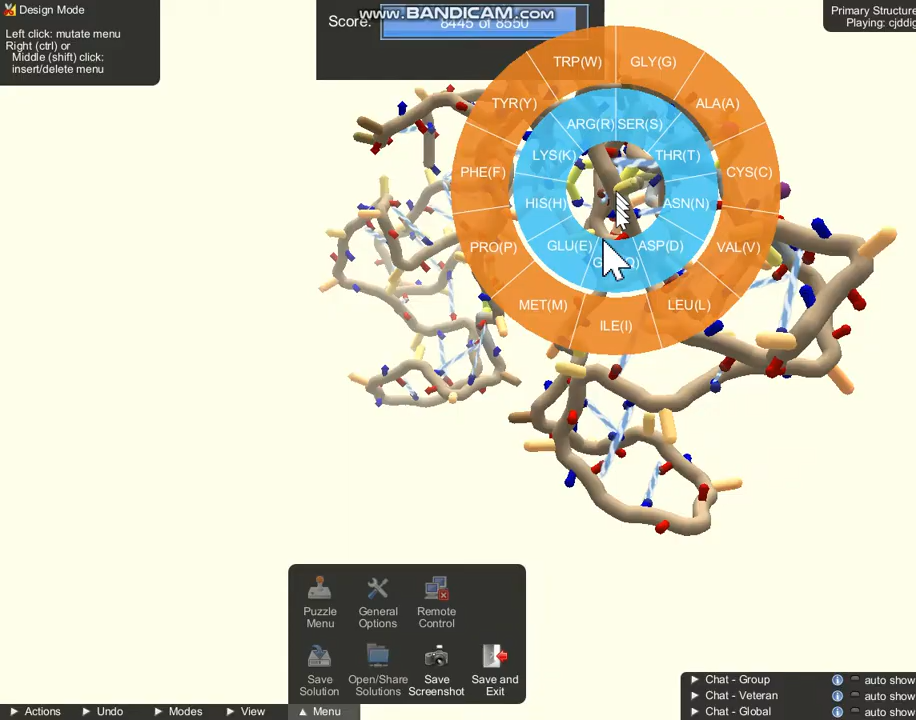 Design Mode
Left click: mutate menu
Right (ctrl) or
Middle (shift) click:
insert/delete menu
www.BANDICAM.com
Score: 8445 of 8550
Primary Structure
Playing: cjddig
TRP(W) GLY(G)
TYR(Y) ALA(A)
ARG(R) SER(S)
LYS(K) THR(T)
PHE(F) CYS(C)
HIS(H) ASN(N)
PRO(P) GLU(E) ASP(D) VAL(V)
MET(M) LEU(L)
ILE(I)
Puzzle Menu
General Options
Remote Control
Save Solution
Open/Share Solutions
Save Screenshot
Save and Exit
Chat - Group auto show
Chat - Veteran auto show
Chat - Global auto show
Actions Undo Modes View Menu